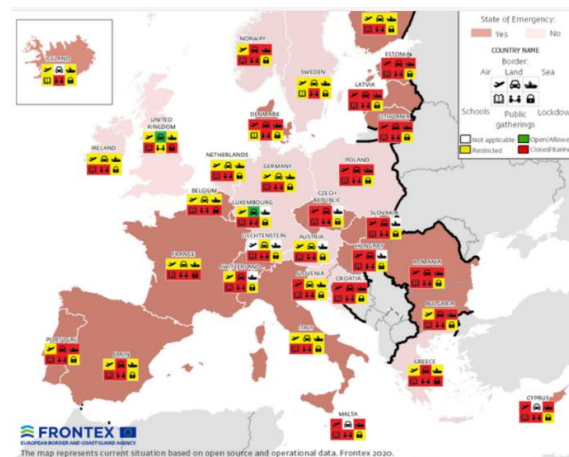 State of Emergency:
Yes
No
COUNTRY NAME
Border:
Air
Land
Sea
Schools
Public
gatherings
Lockdow
Not applicable
Open/Allowe
Restricted
Closed/Banne
ICELAND
NORWAY
SWEDEN
ESTONIA
LATVIA
LITHUANIA
DENMARK
UNITED
KINGDOM
IRELAND
NETHERLANDS
GERMANY
POLAND
BELGIUM
LUXEMBOURG
CZECH
REPUBLIC
SLOVAKIA
LIECHTENSTEIN
AUSTRIA
HUNGARY
FRANCE
SWITZERLAND
SLOVENIA
CROATIA
ROMANIA
BULGARIA
ITALY
PORTUGAL
SPAIN
GREECE
MALTA
CYPRUS
FRONTEX
EUROPEAN BORDER AND COAST GUARD AGENCY
The map represents current situation based on open source and operational data. Frontex 2020.